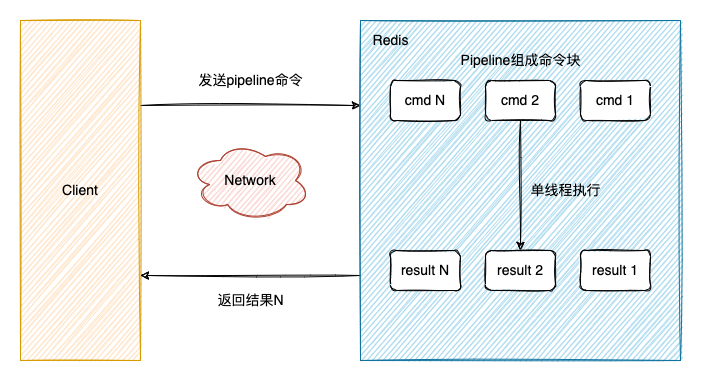 Redis
Pipeline组成命令块
发送pipeline命令
cmd N
cmd 2
cmd 1
Client
Network
单线程执行
result N
result 2
result 1
返回结果N